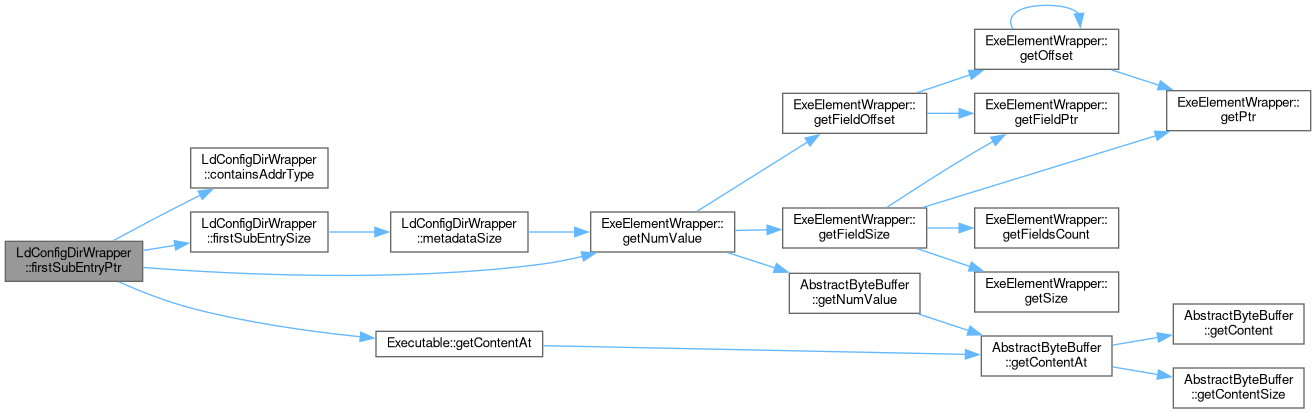 LdConfigDirWrapper
::firstSubEntryPtr
LdConfigDirWrapper
::containsAddrType
LdConfigDirWrapper
::firstSubEntrySize
LdConfigDirWrapper
::metadataSize
Executable::getContentAt
ExeElementWrapper::
getNumValue
ExeElementWrapper::
getFieldOffset
ExeElementWrapper::
getFieldSize
AbstractByteBuffer
::getNumValue
ExeElementWrapper::
getOffset
ExeElementWrapper::
getFieldPtr
ExeElementWrapper::
getFieldsCount
ExeElementWrapper::
getSize
AbstractByteBuffer
::getContentAt
ExeElementWrapper::
getPtr
AbstractByteBuffer
::getContent
AbstractByteBuffer
::getContentSize